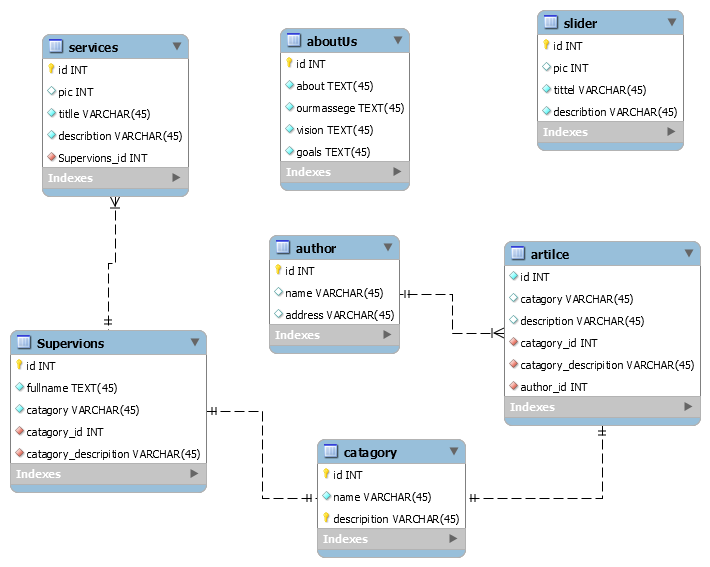 services
id INT
pic INT
titlle VARCHAR(45)
describtion VARCHAR(45)
Supervions_id INT
Indexes
aboutUs
id INT
about TEXT(45)
ourmassege TEXT(45)
vision TEXT(45)
goals TEXT(45)
Indexes
slider
id INT
pic INT
tittel VARCHAR(45)
describtion VARCHAR(45)
Indexes
author
id INT
name VARCHAR(45)
address VARCHAR(45)
Indexes
artilce
id INT
catagory VARCHAR(45)
description VARCHAR(45)
catagory_id INT
catagory_descripition VARCHAR(45)
author_id INT
Indexes
Supervions
id INT
fullname TEXT(45)
catagory VARCHAR(45)
catagory_id INT
catagory_descripition VARCHAR(45)
Indexes
catagory
id INT
name VARCHAR(45)
descripition VARCHAR(45)
Indexes